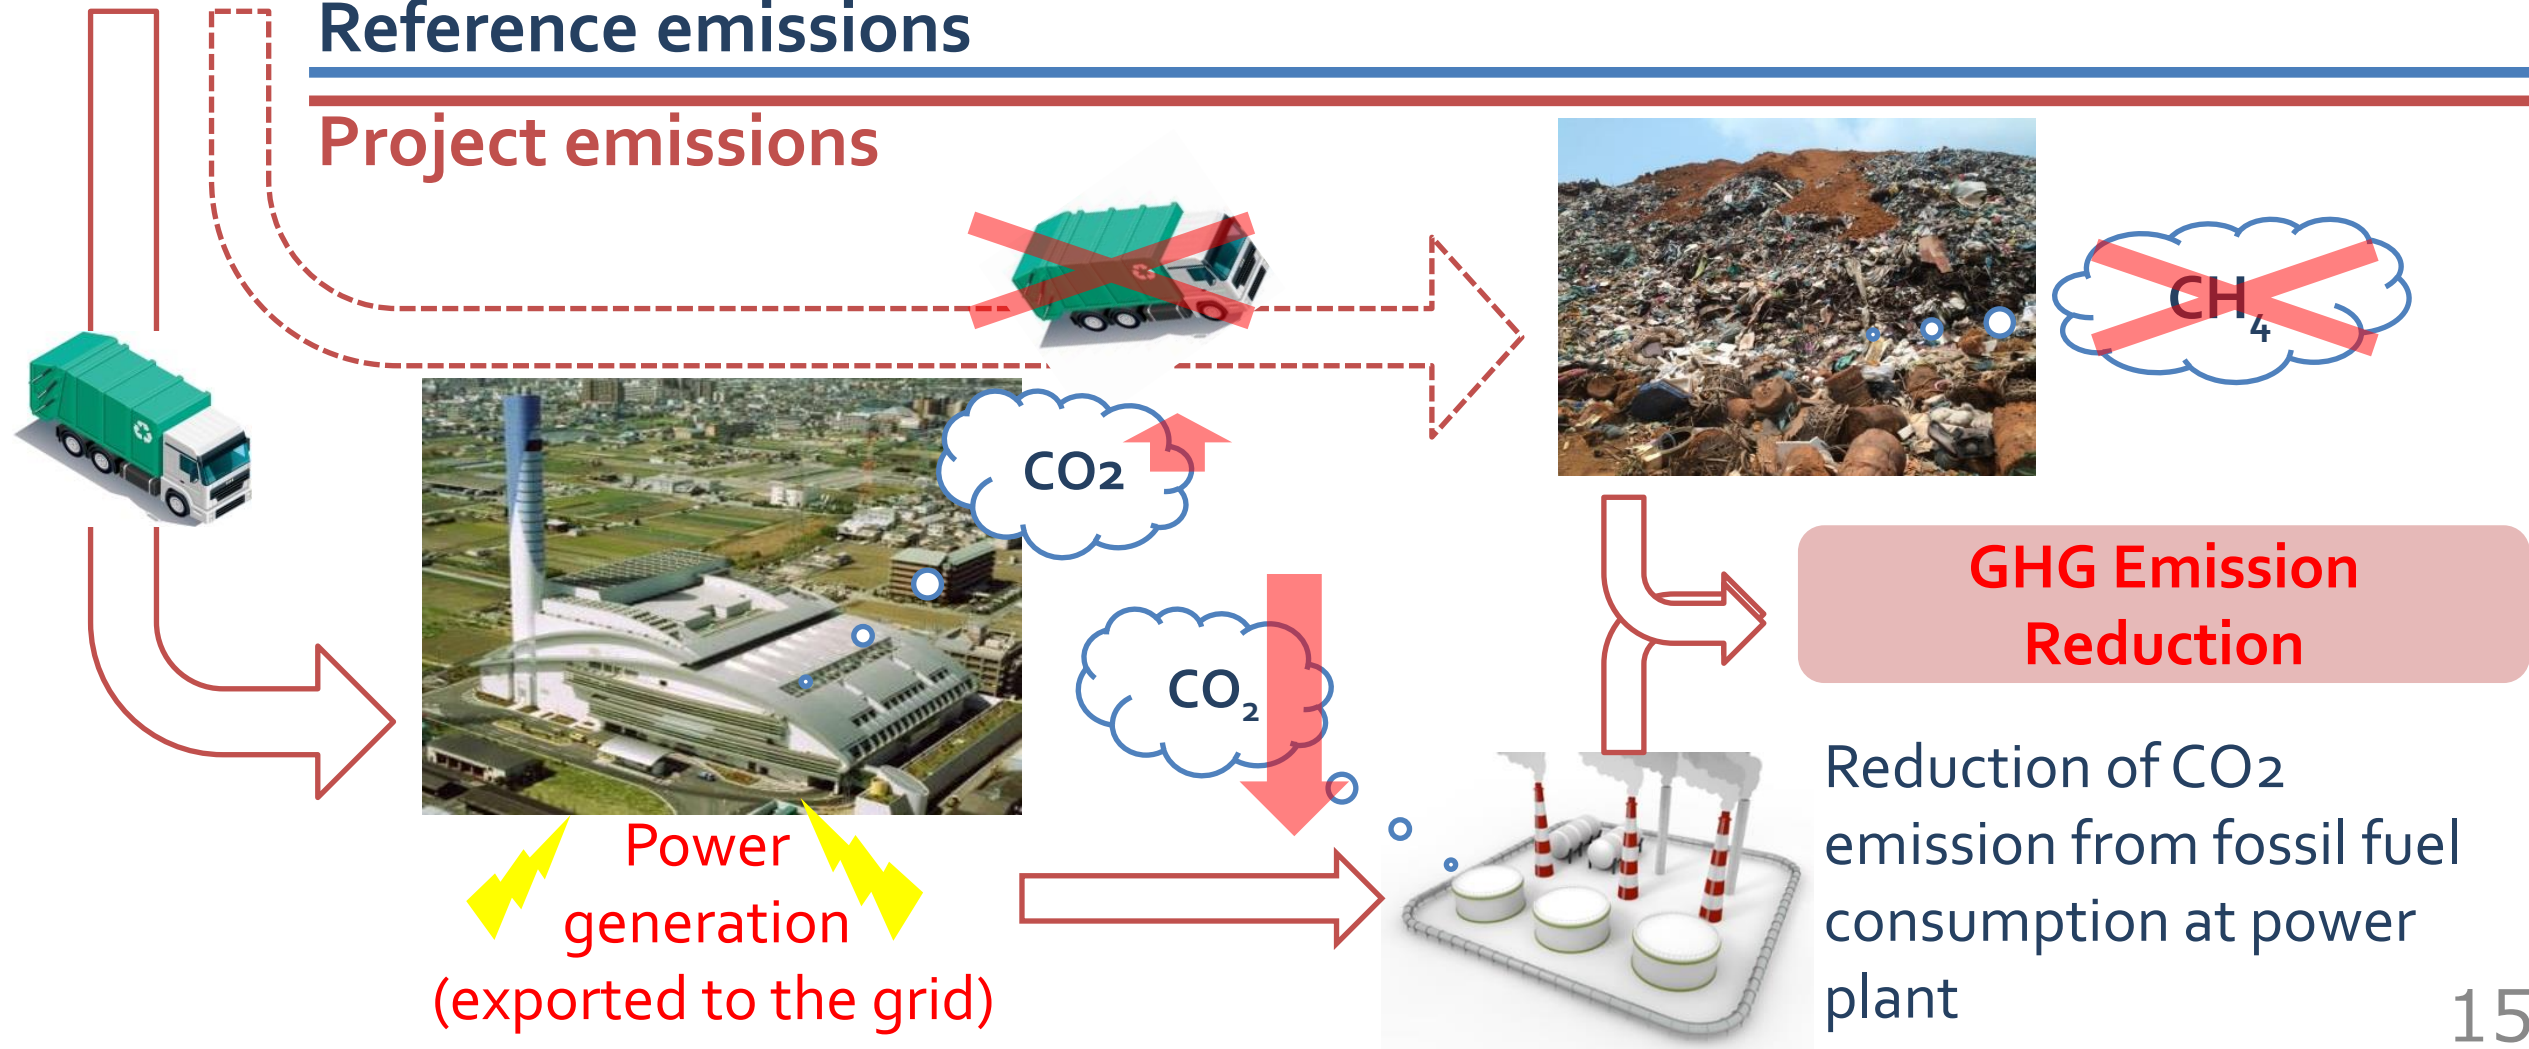 Reference emissions
Project emissions
CH₄
CO2
CO₂
GHG Emission
Reduction
Power
generation
(exported to the grid)
Reduction of CO2
emission from fossil fuel
consumption at power
plant
15